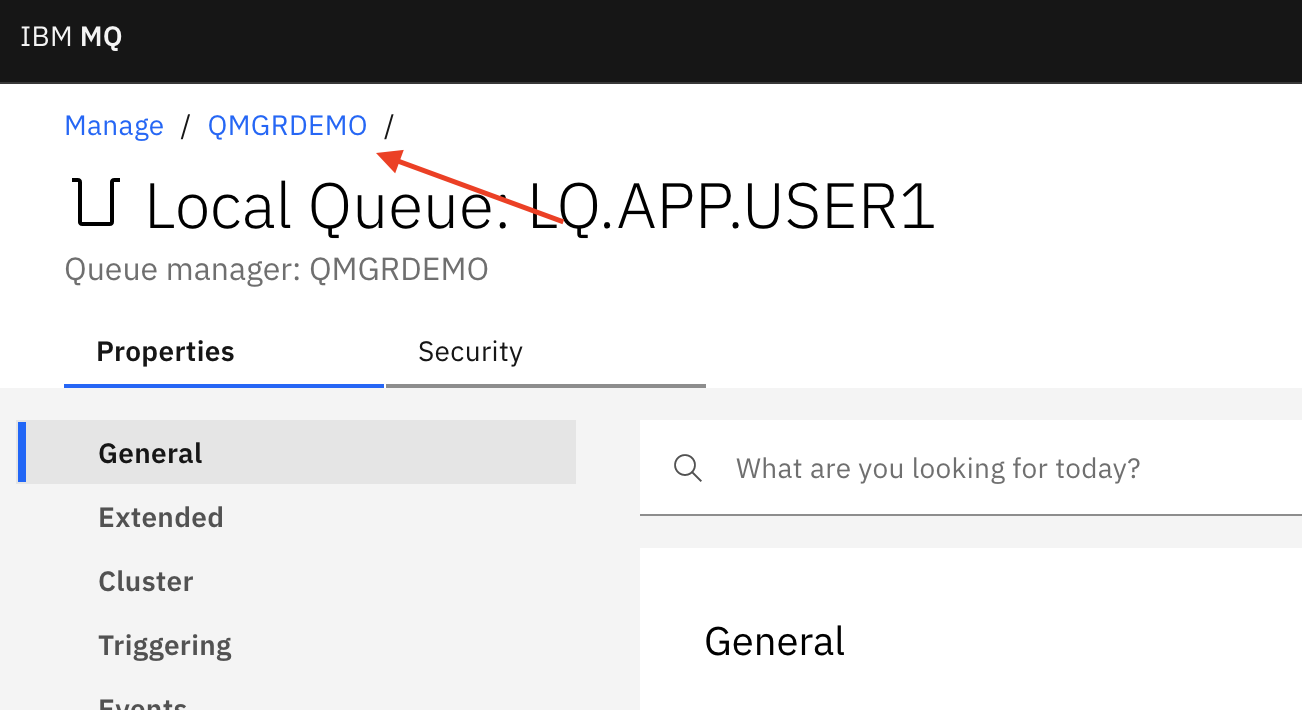 IBM MQ
Manage / QMGRDEMO /
Local Queue: LQ.APP.USER1
Queue manager: QMGRDEMO
Properties Security
General
What are you looking for today?
Extended
Cluster
Triggering
Events
General